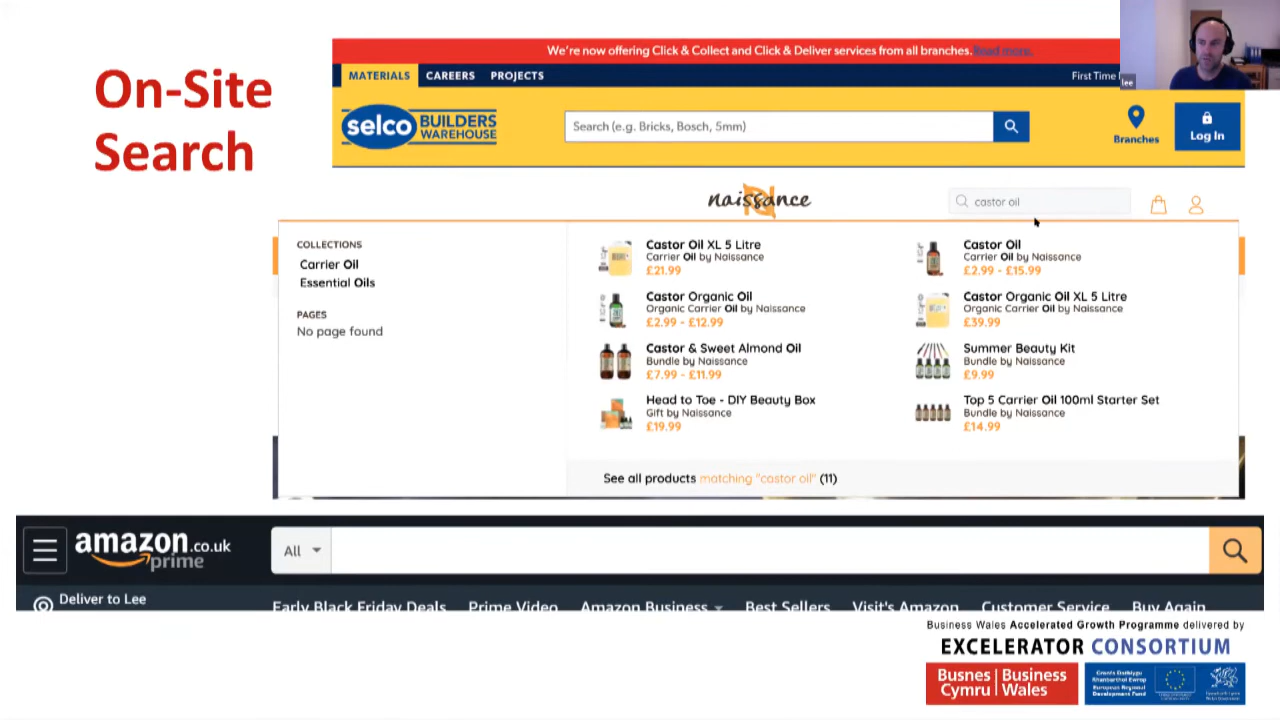 On-Site
Search
We're now offering Click & Collect and Click & Deliver services from all branches. Read more.
MATERIALS CAREERS PROJECTS First Time
lee
selco BUILDERS WAREHOUSE
Search (e.g. Bricks, Bosch, 5mm)
Branches
Log In
naissance
castor oil
COLLECTIONS
Carrier Oil
Essential Oils
PAGES
No page found
Castor Oil XL 5 Litre
Carrier Oil by Naissance
£21.99
Castor Oil
Carrier Oil by Naissance
£2.99 - £15.99
Castor Organic Oil
Organic Carrier Oil by Naissance
£2.99 - £12.99
Castor Organic Oil XL 5 Litre
Organic Carrier Oil by Naissance
£39.99
Castor & Sweet Almond Oil
Bundle by Naissance
£7.99 - £11.99
Summer Beauty Kit
Bundle by Naissance
£9.99
Head to Toe - DIY Beauty Box
Gift by Naissance
£19.99
Top 5 Carrier Oil 100ml Starter Set
Bundle by Naissance
£14.99
See all products matching "castor oil" (11)
amazon.co.uk
prime
All
Deliver to Lee
Early Black Friday Deals Prime Video Amazon Business Best Sellers Visit's Amazon Customer Service Buy Again
Business Wales Accelerated Growth Programme delivered by
EXCELERATOR CONSORTIUM
Busnes Cymru | Business Wales
European Regional
Development Fund